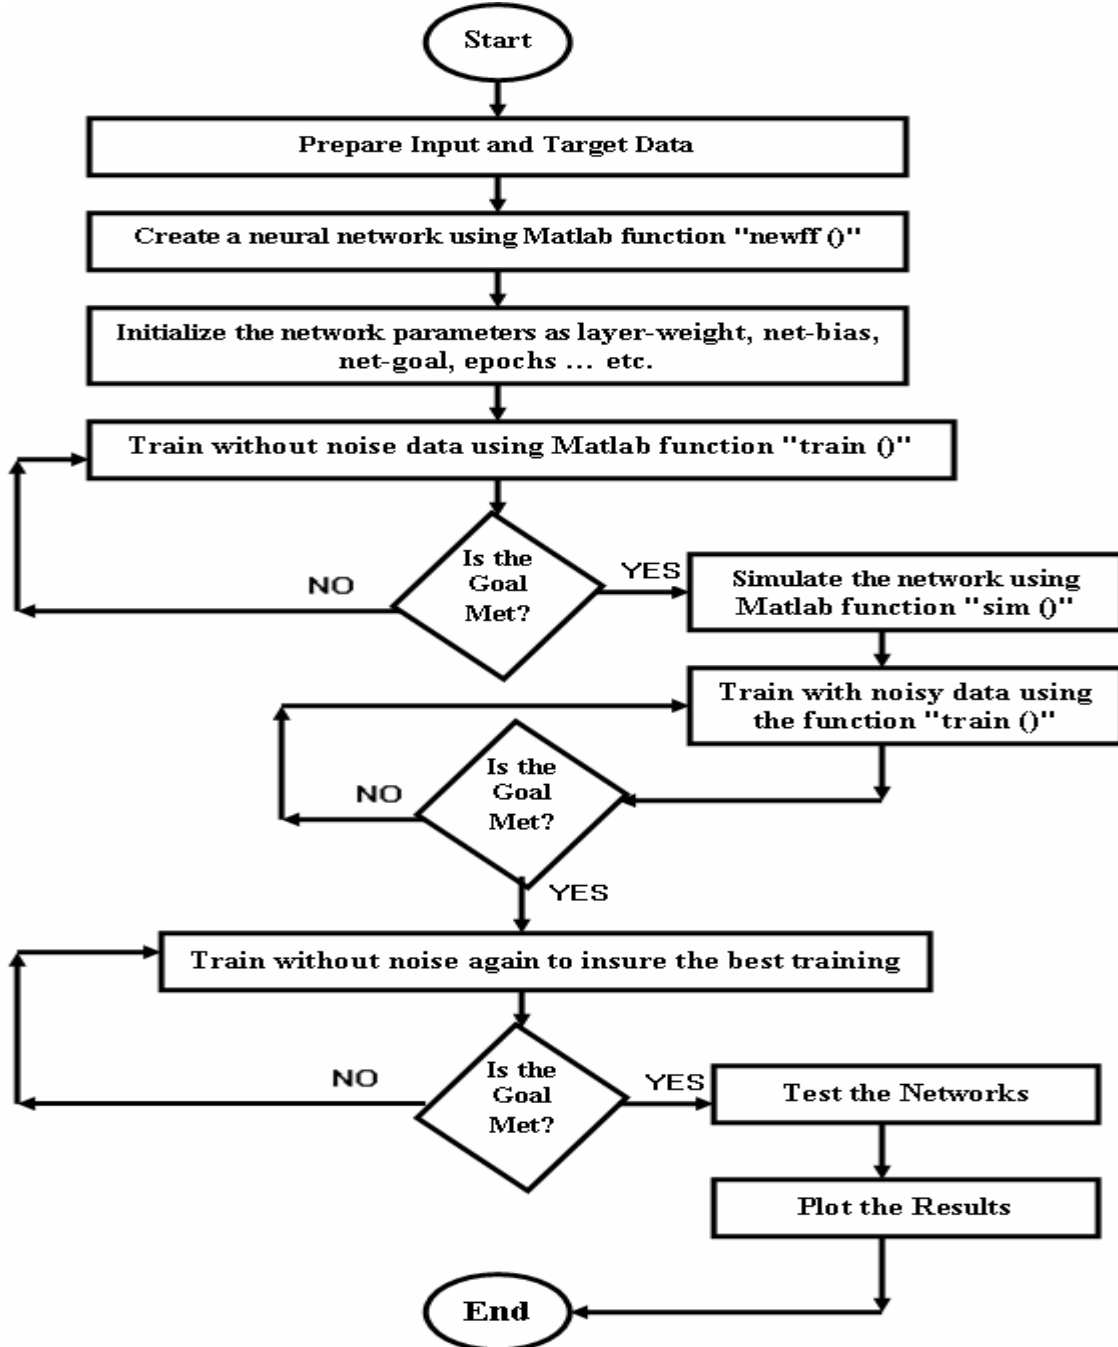 Start
Prepare Input and Target Data
Create a neural network using Matlab function "newff ()"
Initialize the network parameters as layer-weight, net-bias,
net-goal, epochs ... etc.
Train without noise data using Matlab function "train ()"
Is the
Goal
Met?
NO
YES
Simulate the network using
Matlab function "sim ()"
Train with noisy data using
the function "train ()"
Is the
Goal
Met?
NO
YES
Train without noise again to insure the best training
Is the
Goal
Met?
NO
YES
Test the Networks
Plot the Results
End